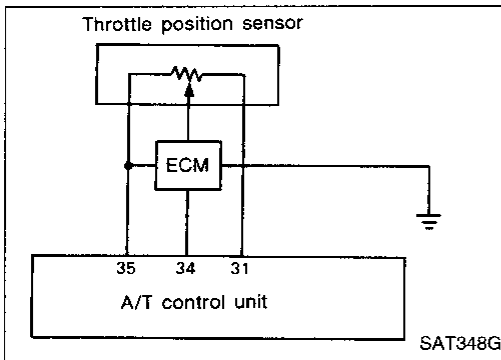 Throttle position sensor
ECM
35 34 31
A/T control unit
SAT348G